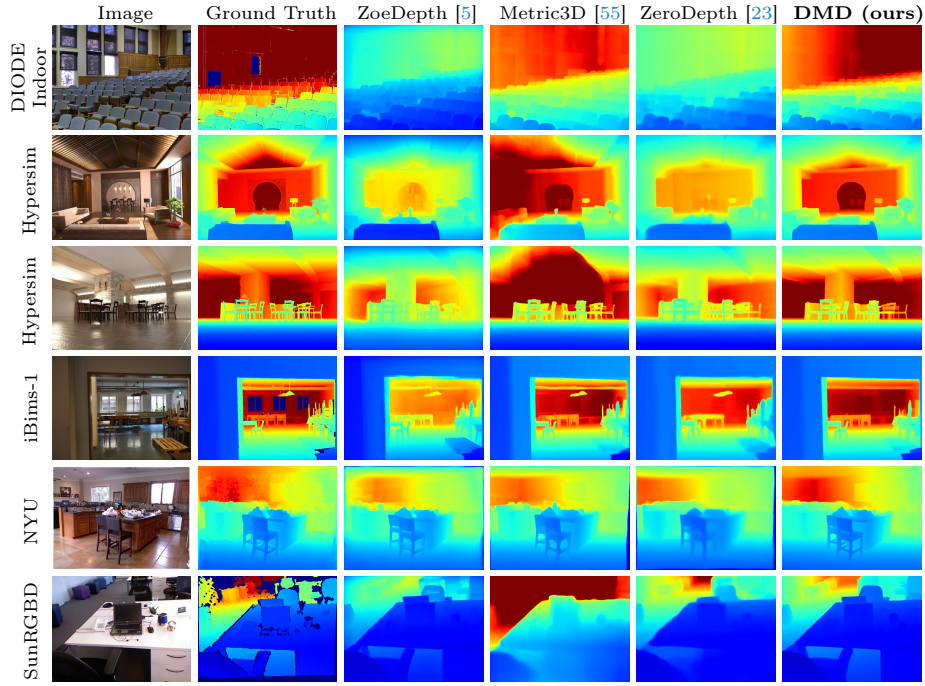 Image Ground Truth ZoeDepth [5] Metric3D [55] ZeroDepth [23] DMD (ours)
DIODE
Indoor
Hypersim
Hypersim
iBims-1
NYU
SunRGBD